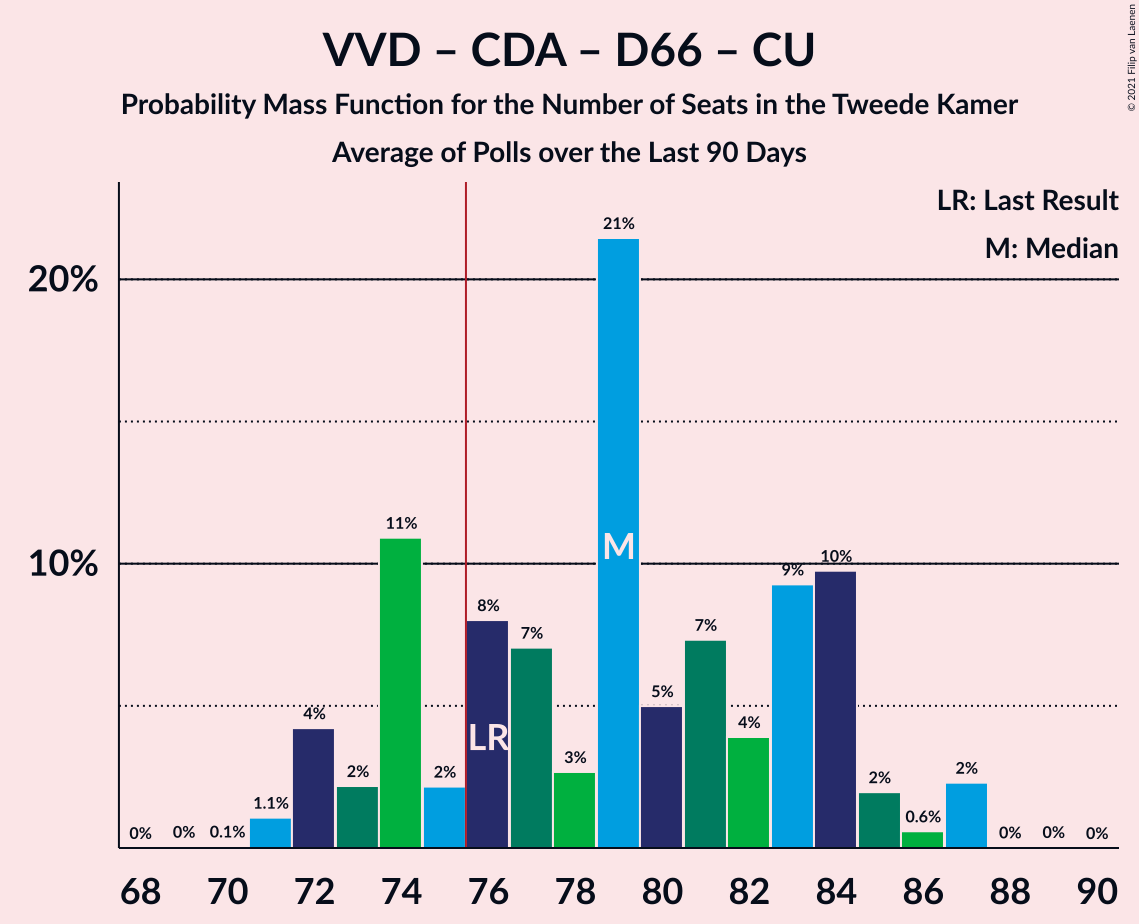 VVD – CDA – D66 – CU
Probability Mass Function for the Number of Seats in the Tweede Kamer
Average of Polls over the Last 90 Days
© 2021 Filip van Laenen
LR: Last Result
M: Median
20%
10%
0%
0%
0.1%
1.1%
4%
2%
11%
2%
8%
7%
3%
21%
5%
7%
4%
9%
10%
2%
0.6%
2%
0%
0%
0%
LR
M
68 70 72 74 76 78 80 82 84 86 88 90